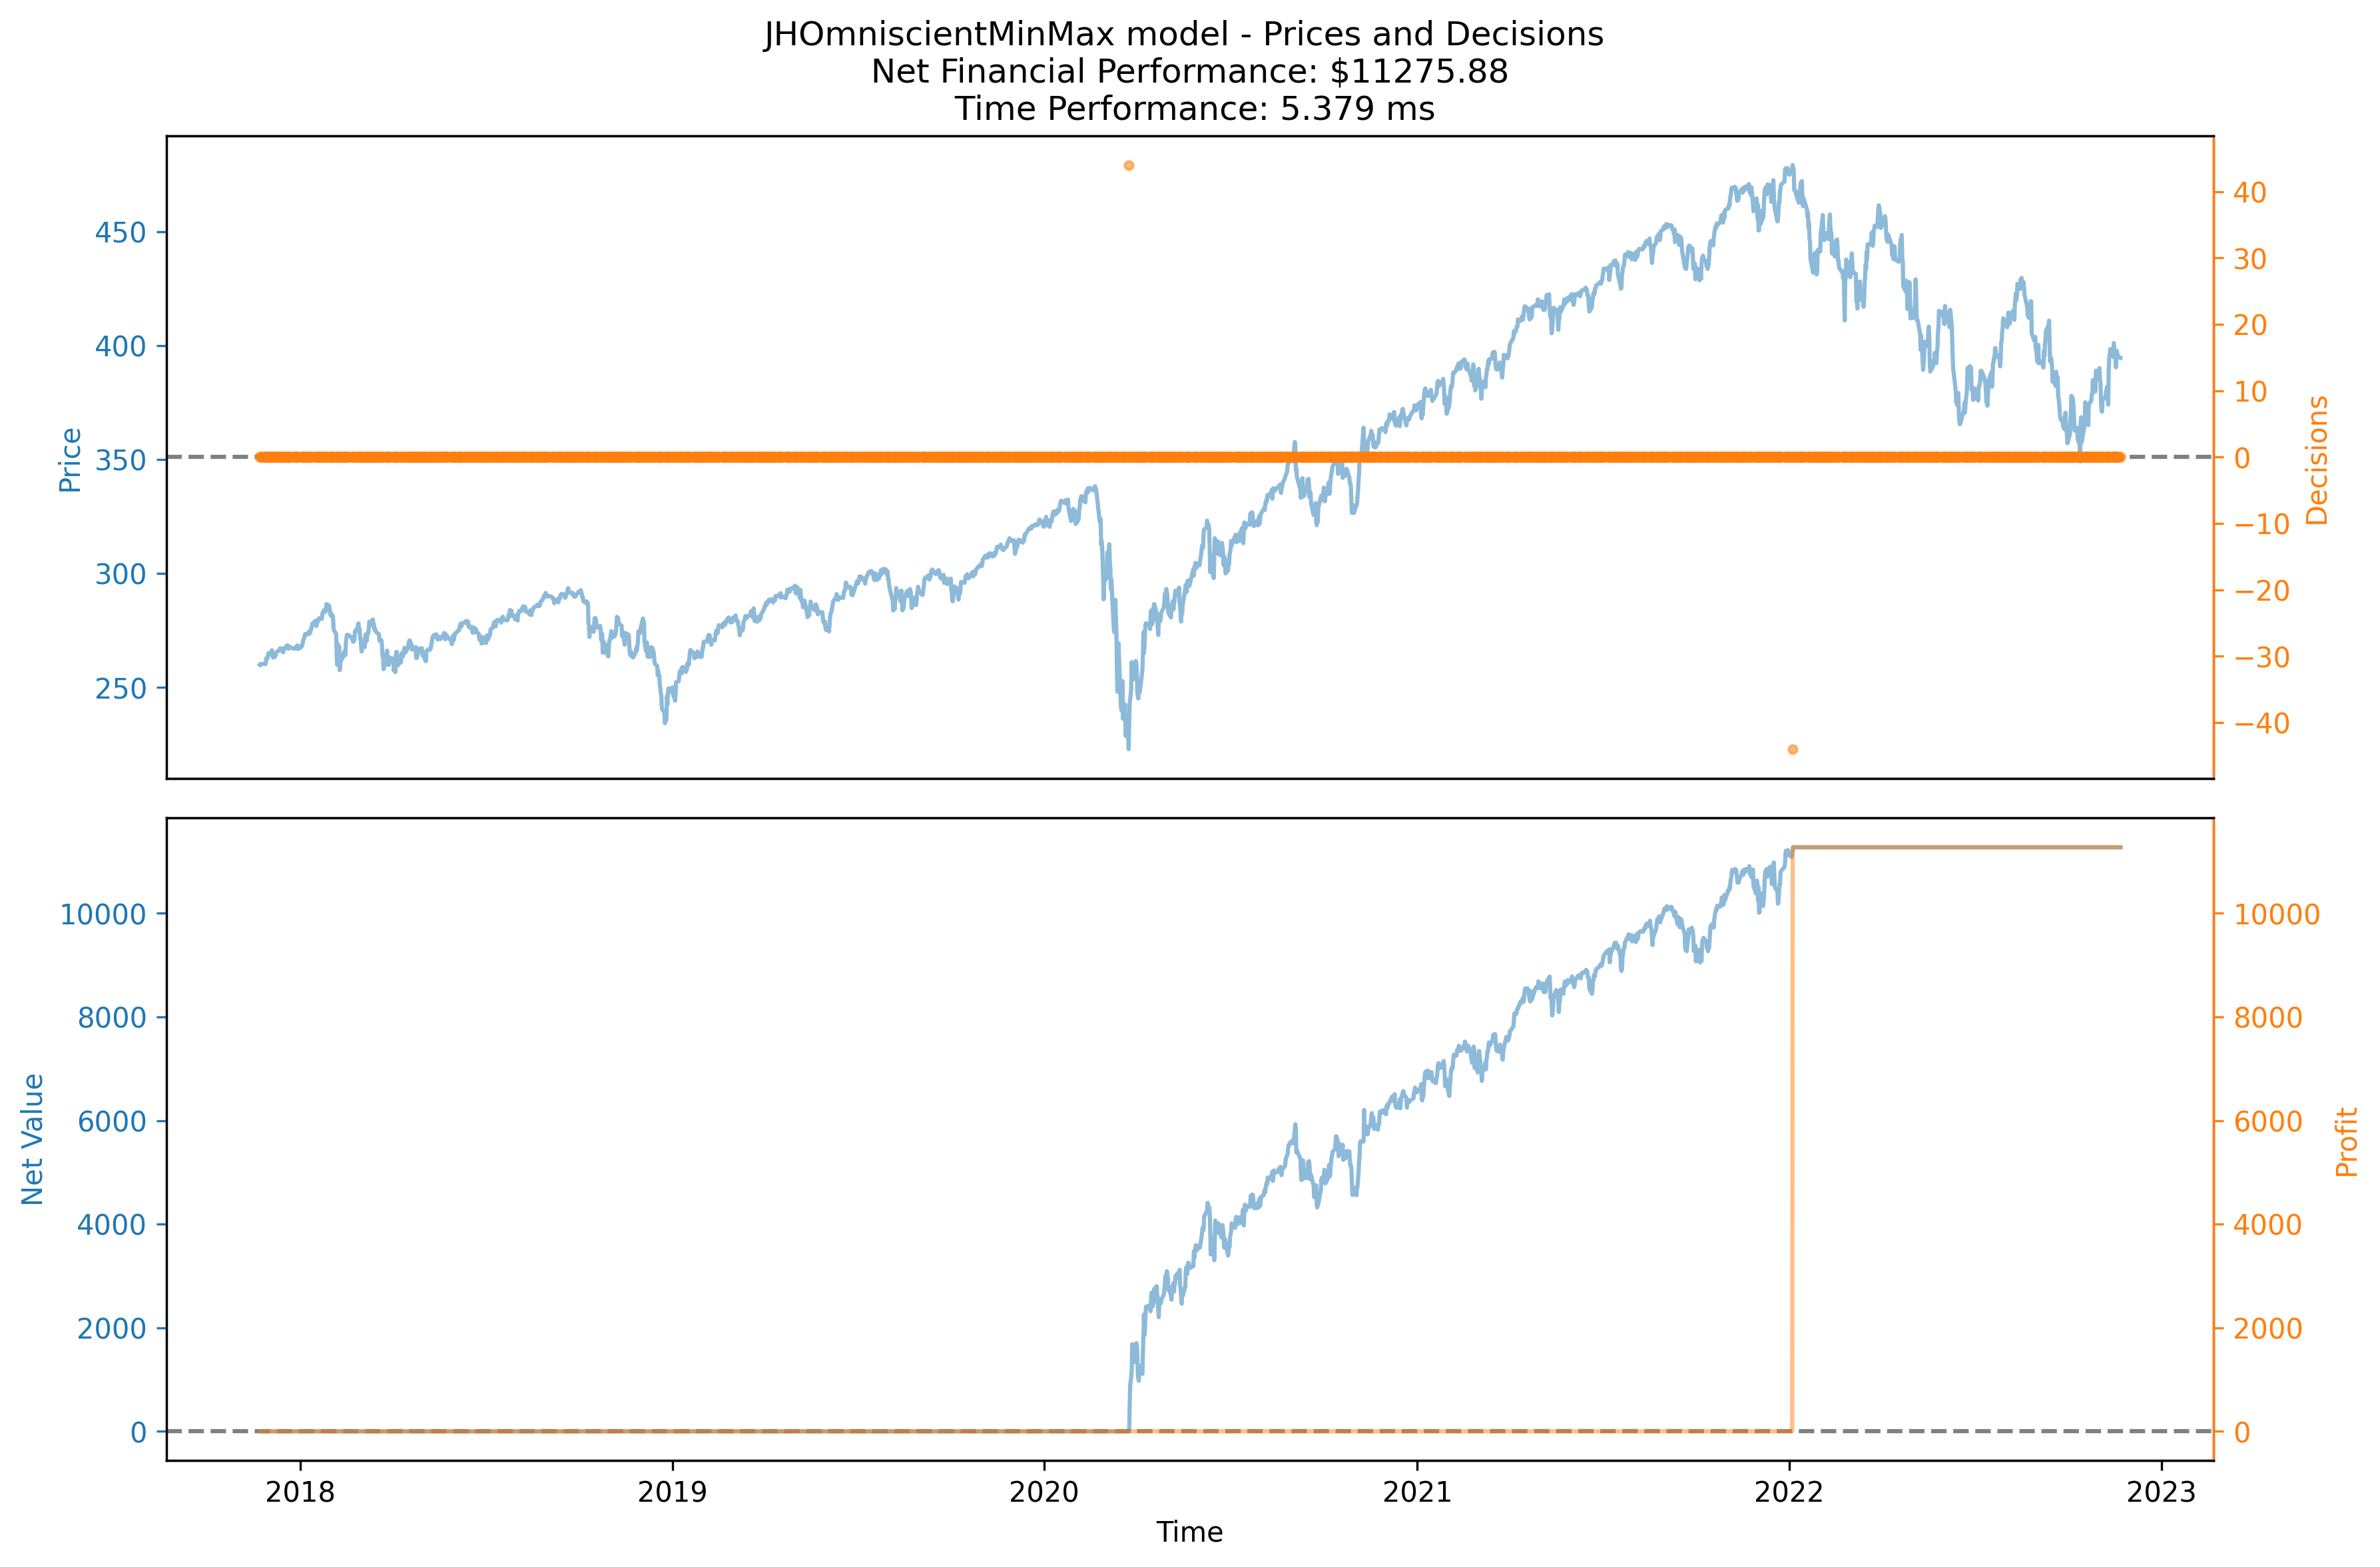 JHOmniscientMinMax model - Prices and Decisions
Net Financial Performance: $11275.88
Time Performance: 5.379 ms
Price
450
400
350
300
250
40
30
20
10
0
−10
−20
−30
−40
Decisions
Net Value
10000
8000
6000
4000
2000
0
10000
8000
6000
4000
2000
0
Profit
2018 2019 2020 2021 2022 2023
Time